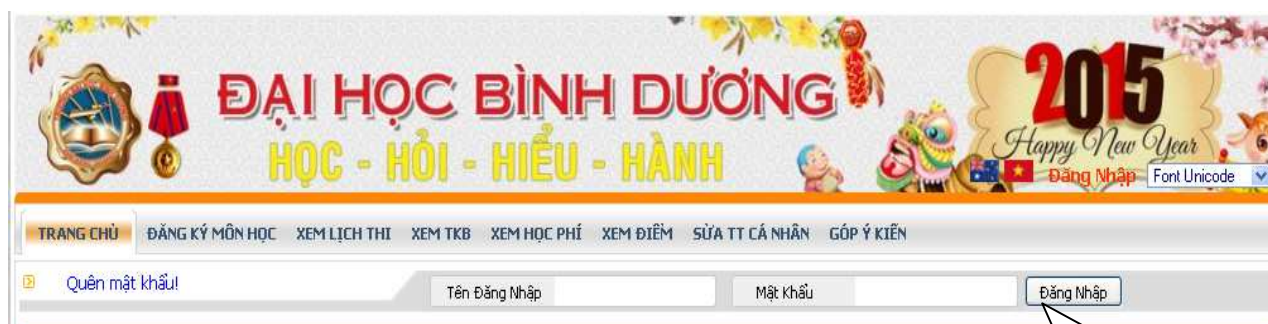 ĐẠI HỌC BÌNH DƯƠNG
HỌC - HỎI - HIỂU - HÀNH
2015
Happy New Year
Đăng Nhập Font Unicode
TRANG CHỦ ĐĂNG KÝ MÔN HỌC XEM LỊCH THI XEM TKB XEM HỌC PHÍ XEM ĐIỂM SỬA TT CÁ NHÂN GÓP Ý KIẾN
Quên mật khẩu! Tên Đăng Nhập Mật Khẩu Đăng Nhập